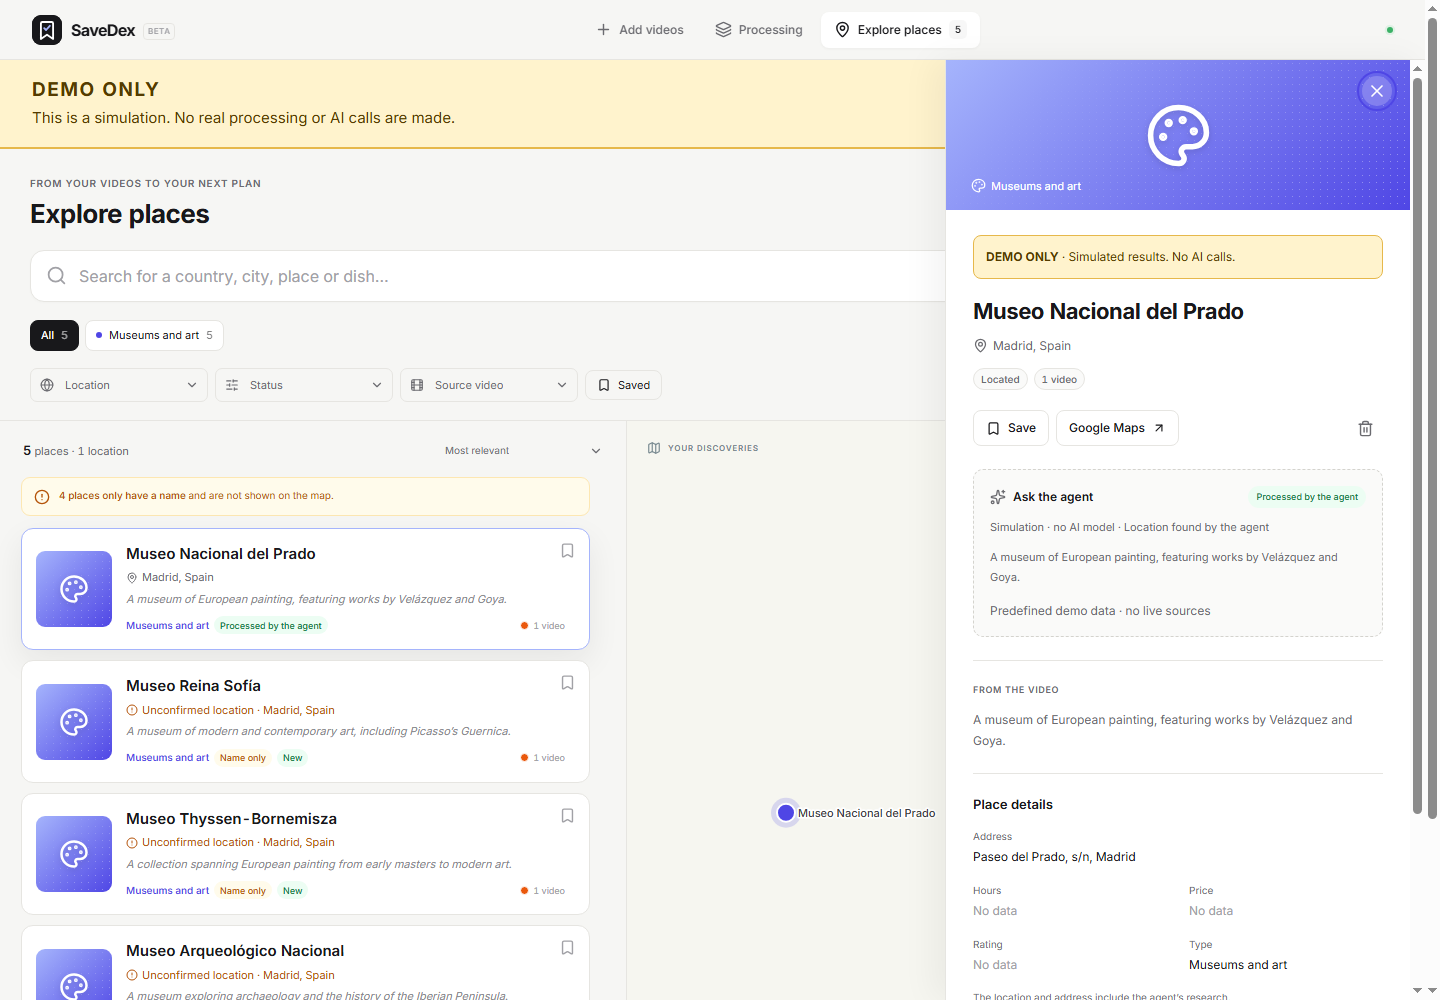 SaveDex BETA
Add videos
Processing
Explore places 5
DEMO ONLY
This is a simulation. No real processing or AI calls are made.
FROM YOUR VIDEOS TO YOUR NEXT PLAN
Explore places
Search for a country, city, place or dish...
All 5
Museums and art 5
Location
Status
Source video
Saved
5 places · 1 location
Most relevant
4 places only have a name and are not shown on the map.
Museo Nacional del Prado
Madrid, Spain
A museum of European painting, featuring works by Velázquez and Goya.
Museums and art Processed by the agent 1 video
Museo Reina Sofía
Unconfirmed location · Madrid, Spain
A museum of modern and contemporary art, including Picasso's Guernica.
Museums and art Name only New 1 video
Museo Thyssen-Bornemisza
Unconfirmed location · Madrid, Spain
A collection spanning European painting from early masters to modern art.
Museums and art Name only New 1 video
Museo Arqueológico Nacional
Unconfirmed location · Madrid, Spain
A museum exploring archaeology and the history of the Iberian Peninsula.
YOUR DISCOVERIES
Museo Nacional del Prado
Museums and art
DEMO ONLY · Simulated results. No AI calls.
Museo Nacional del Prado
Madrid, Spain
Located 1 video
Save
Google Maps
Ask the agent
Processed by the agent
Simulation · no AI model · Location found by the agent
A museum of European painting, featuring works by Velázquez and
Goya.
Predefined demo data · no live sources
FROM THE VIDEO
A museum of European painting, featuring works by Velázquez and
Goya.
Place details
Address
Paseo del Prado, s/n, Madrid
Hours Price
No data No data
Rating Type
No data Museums and art
The location and address include the agent's research